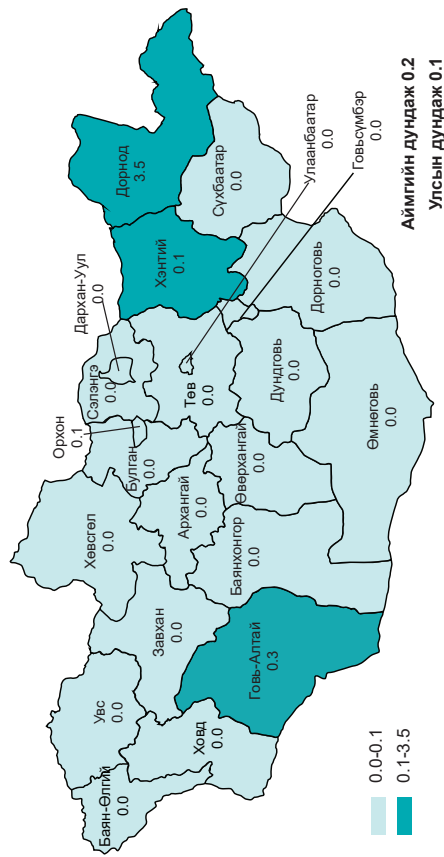 Баян-Өлгий
0.0
Увс
0.0
Ховд
0.0
Завхан
0.0
Говь-Алтай
0.3
Хөвсгөл
0.0
Архангай
0.0
Баянхонгор
0.0
Орхон
0.1
Булган
0.0
Өвөрхангай
0.0
Дархан-Уул
0.0
Сэлэнгэ
0.0
Төв
0.0
Дундговь
0.0
Өмнөговь
0.0
Хэнтий
0.1
Дорнод
3.5
Сүхбаатар
0.0
Дорноговь
0.0
Улаанбаатар
0.0
Говьсүмбэр
0.0
0.0-0.1
0.1-3.5
Аймгийн дундаж 0.2
Улсын дундаж 0.1